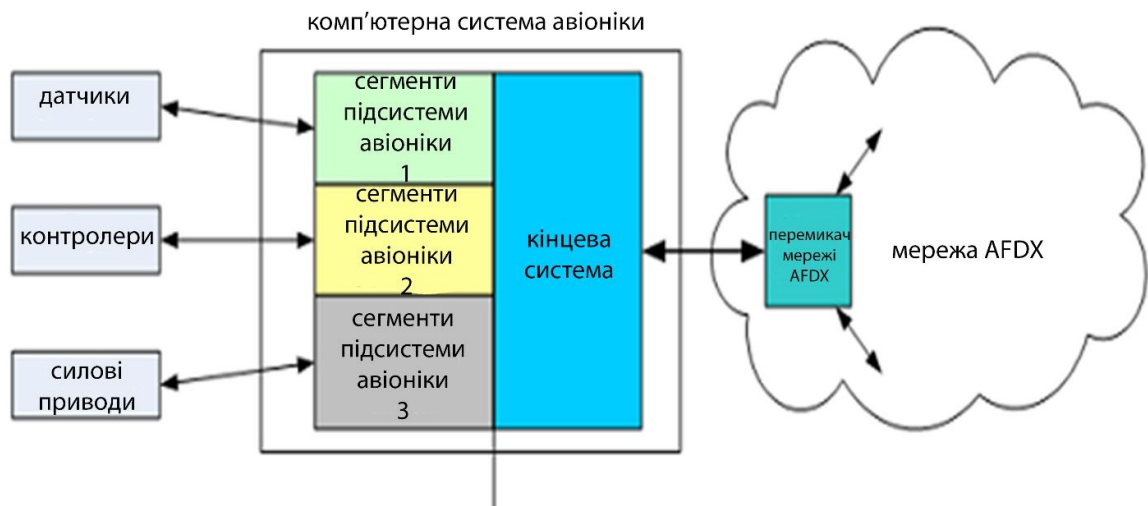 комп’ютерна система авіоніки
датчики
контролери
силові
приводи
сегменти
підсистеми
авіоніки
1
сегменти
підсистеми
авіоніки
2
сегменти
підсистеми
авіоніки
3
кінцева
система
перемикач
мережі
AFDX
мережа AFDX